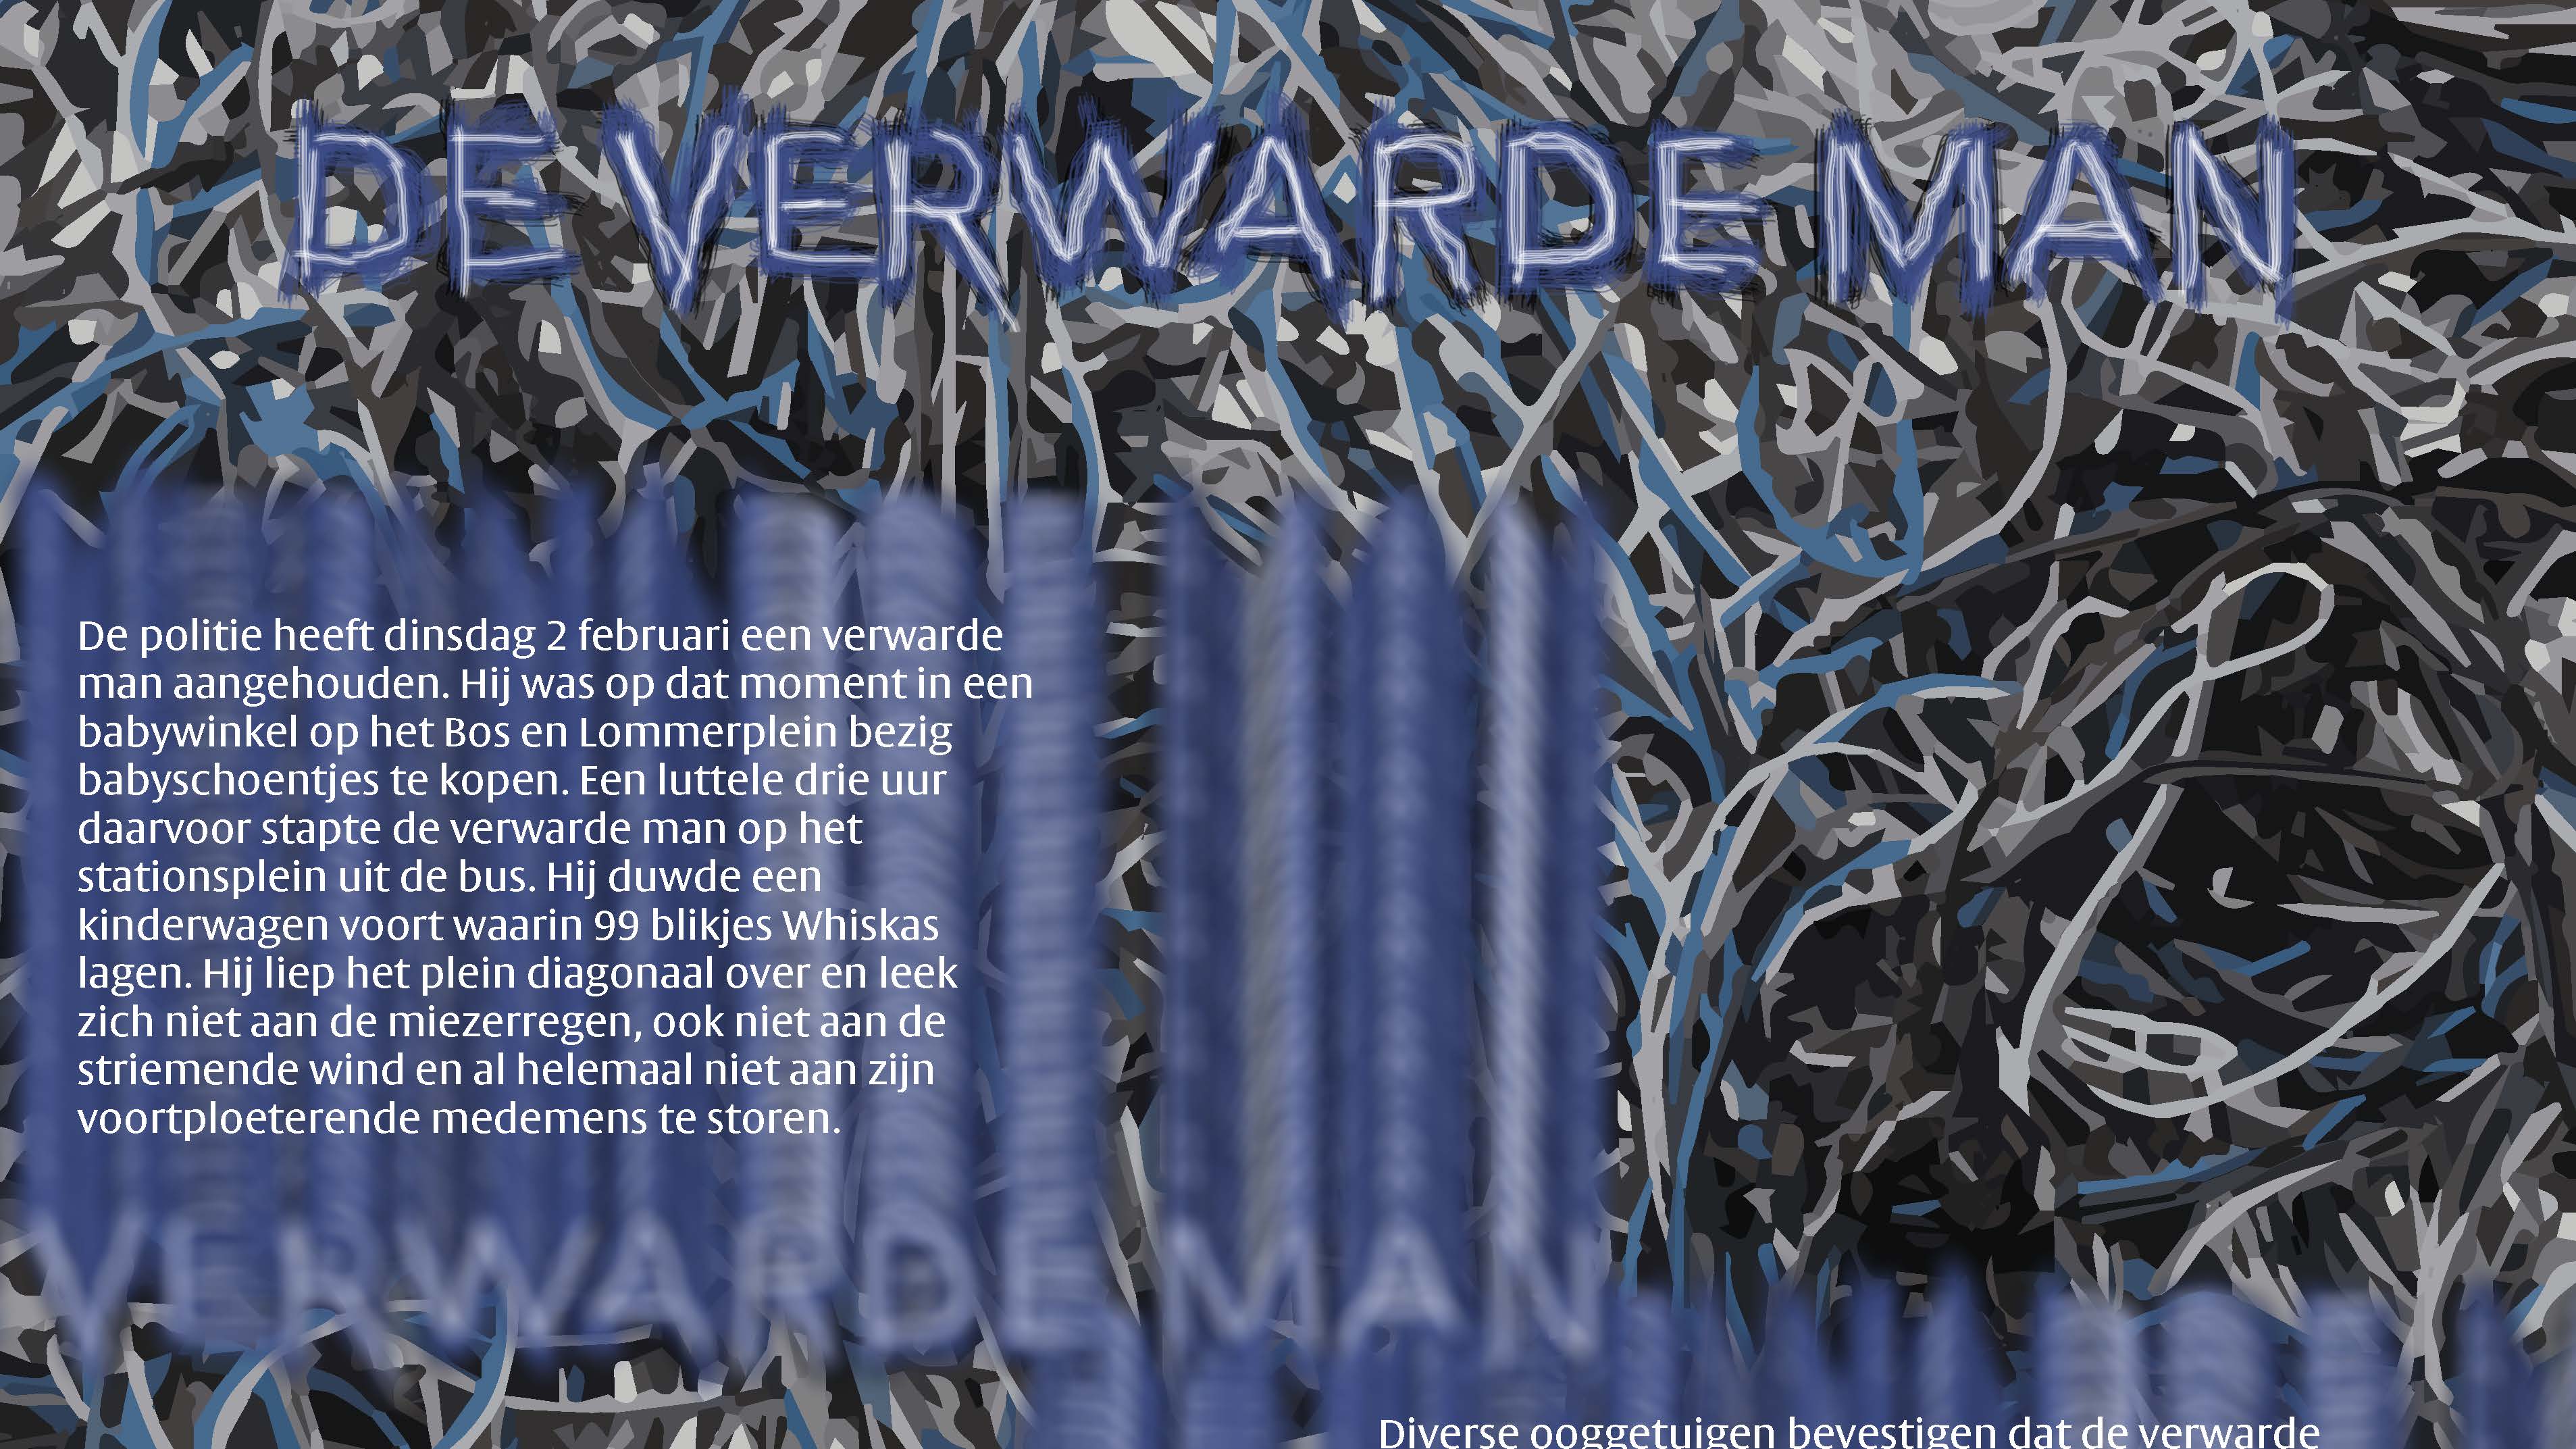 DE VERWARDE MAN
De politie heeft dinsdag 2 februari een verwarde
man aangehouden. Hij was op dat moment in een
babywinkel op het Bos en Lommerplein bezig
babyschoentjes te kopen. Een luttele drie uur
daarvoor stapte de verwarde man op het
stationsplein uit de bus. Hij duwde een
kinderwagen voort waarin 99 blikjes Whiskas
lagen. Hij liep het plein diagonaal over en leek
zich niet aan de miezerregen, ook niet aan de
striemende wind en al helemaal niet aan zijn
voortploeterende medemens te storen.
VERWARDE MAN
Diverse ooggetuigen bevestigen dat de verwarde